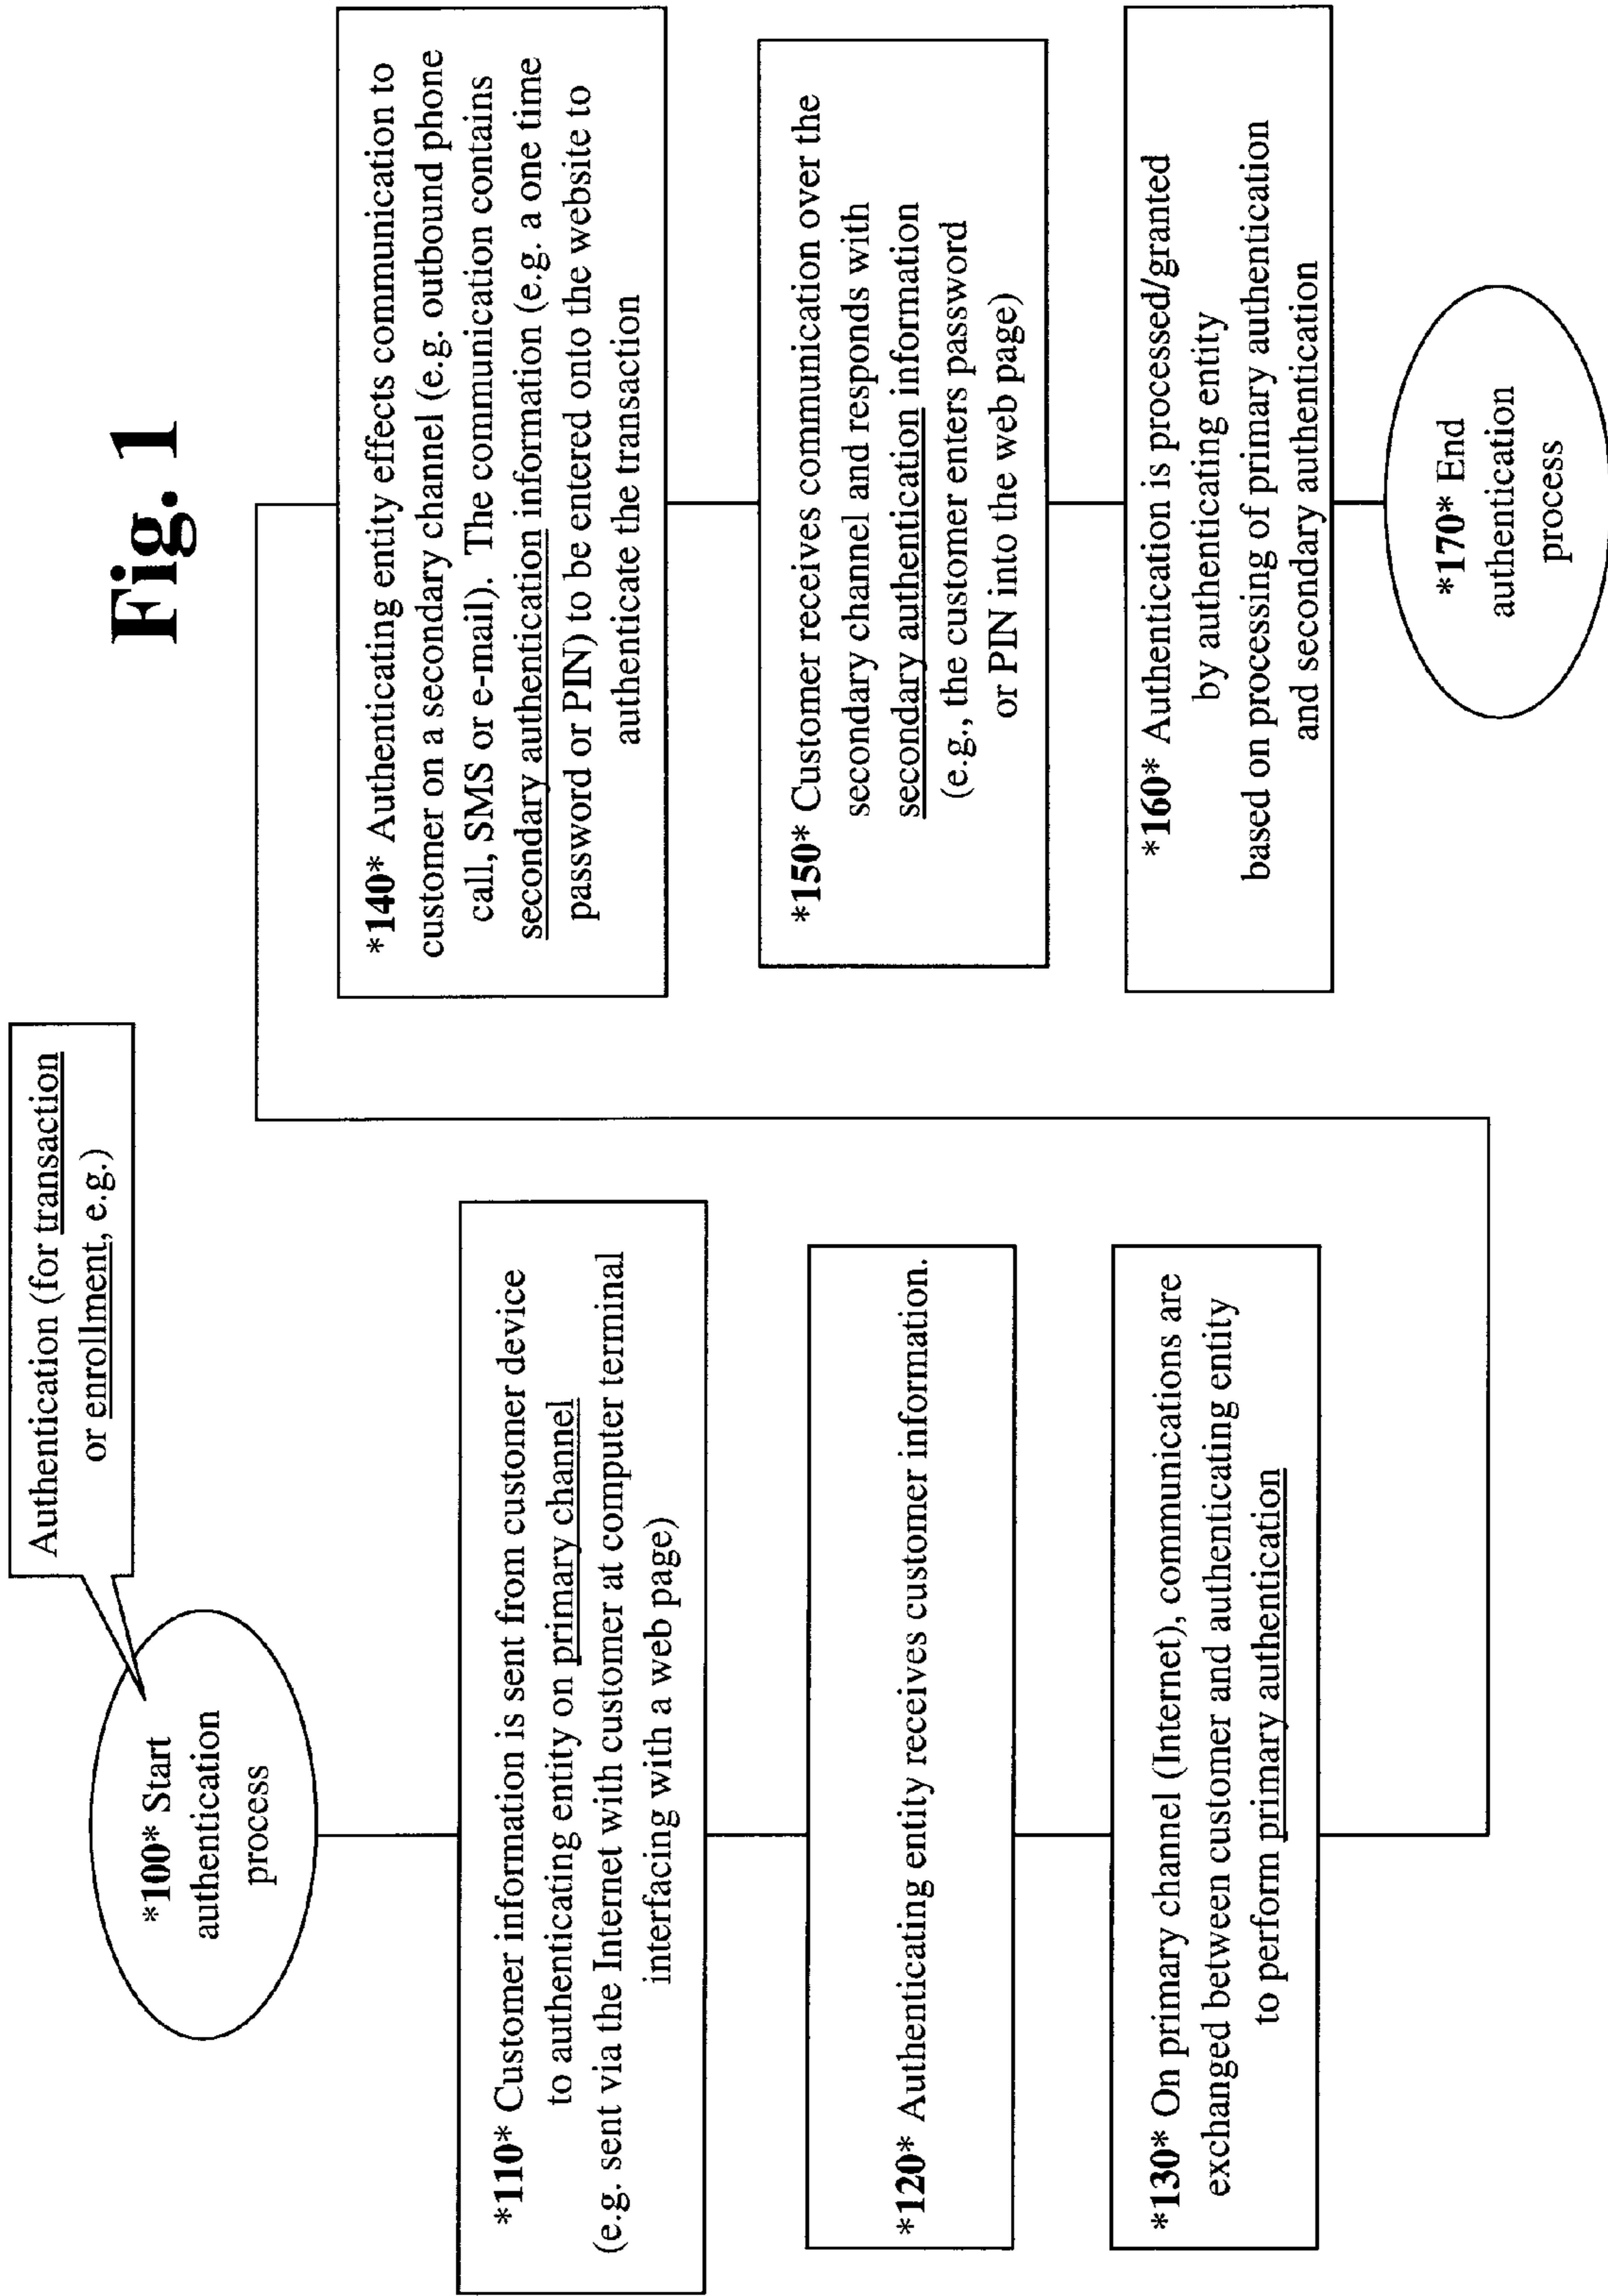 Fig. 1
Authentication (for transaction
or enrollment, e.g.)
*100* Start
authentication
process
*110* Customer information is sent from customer device
to authenticating entity on primary channel
(e.g. sent via the Internet with customer at computer terminal
interfacing with a web page)
*120* Authenticating entity receives customer information.
*130* On primary channel (Internet), communications are
exchanged between customer and authenticating entity
to perform primary authentication
*140* Authenticating entity effects communication to
customer on a secondary channel (e.g. outbound phone
call, SMS or e-mail). The communication contains
secondary authentication information (e.g. a one time
password or PIN) to be entered onto the website to
authenticate the transaction
*150* Customer receives communication over the
secondary channel and responds with
secondary authentication information
(e.g., the customer enters password
or PIN into the web page)
*160* Authentication is processed/granted
by authenticating entity
based on processing of primary authentication
and secondary authentication
*170* End
authentication
process